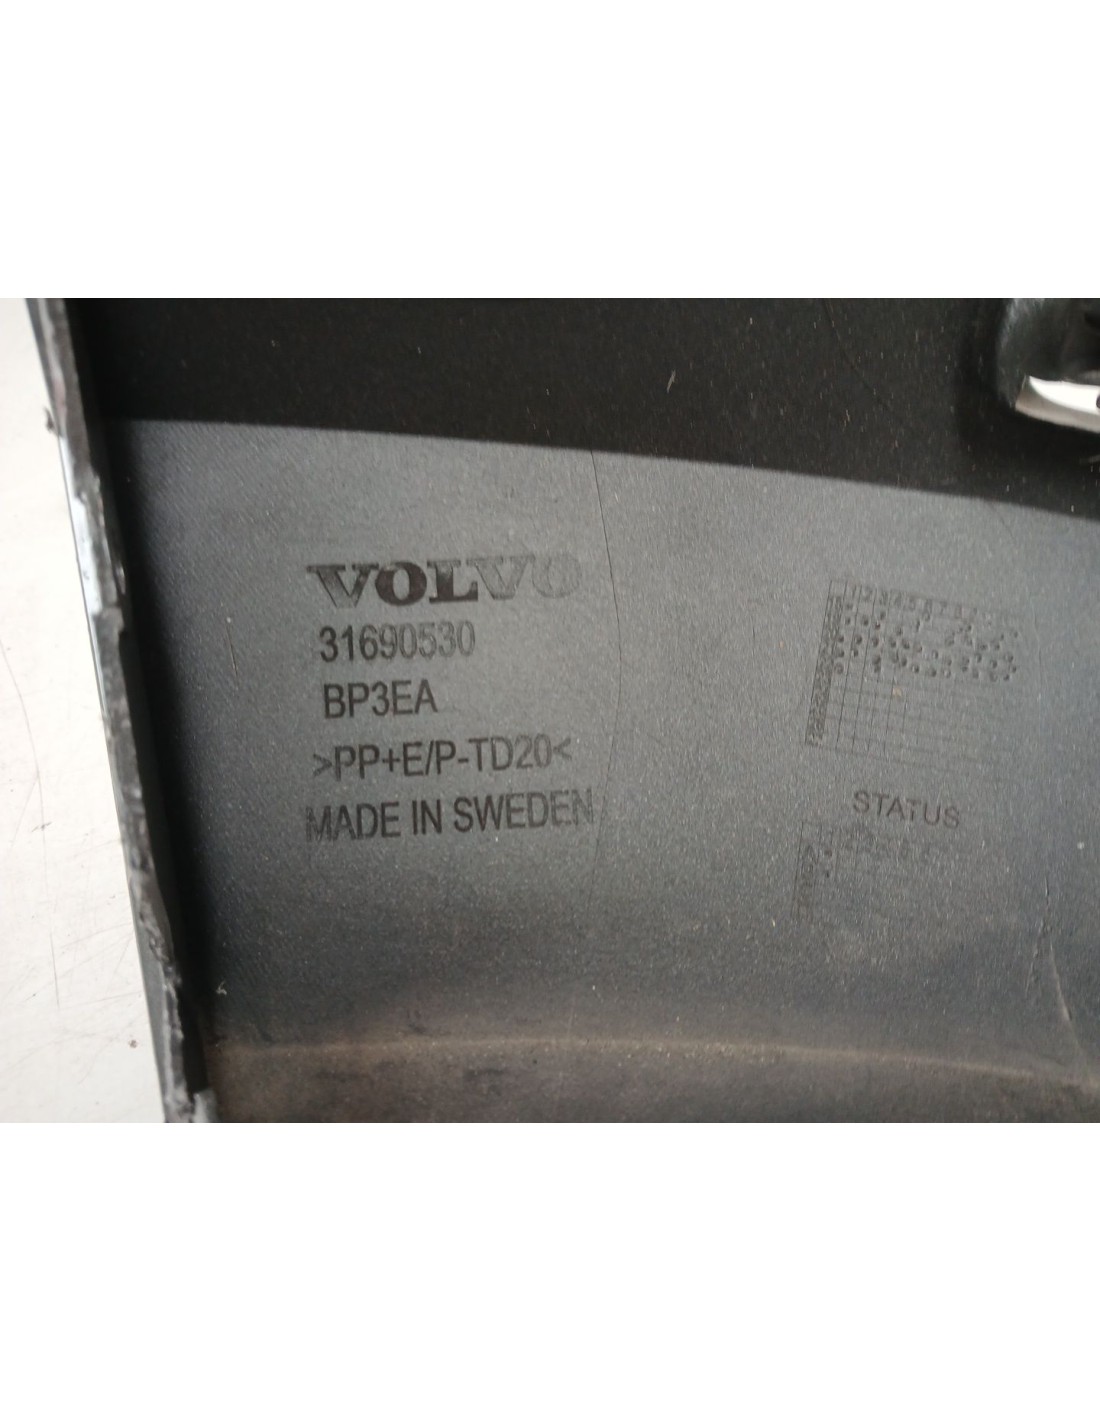 VOLVO
31690530
BP3EA
>PP+E/P-TD20<
MADE IN SWEDEN
STATUS